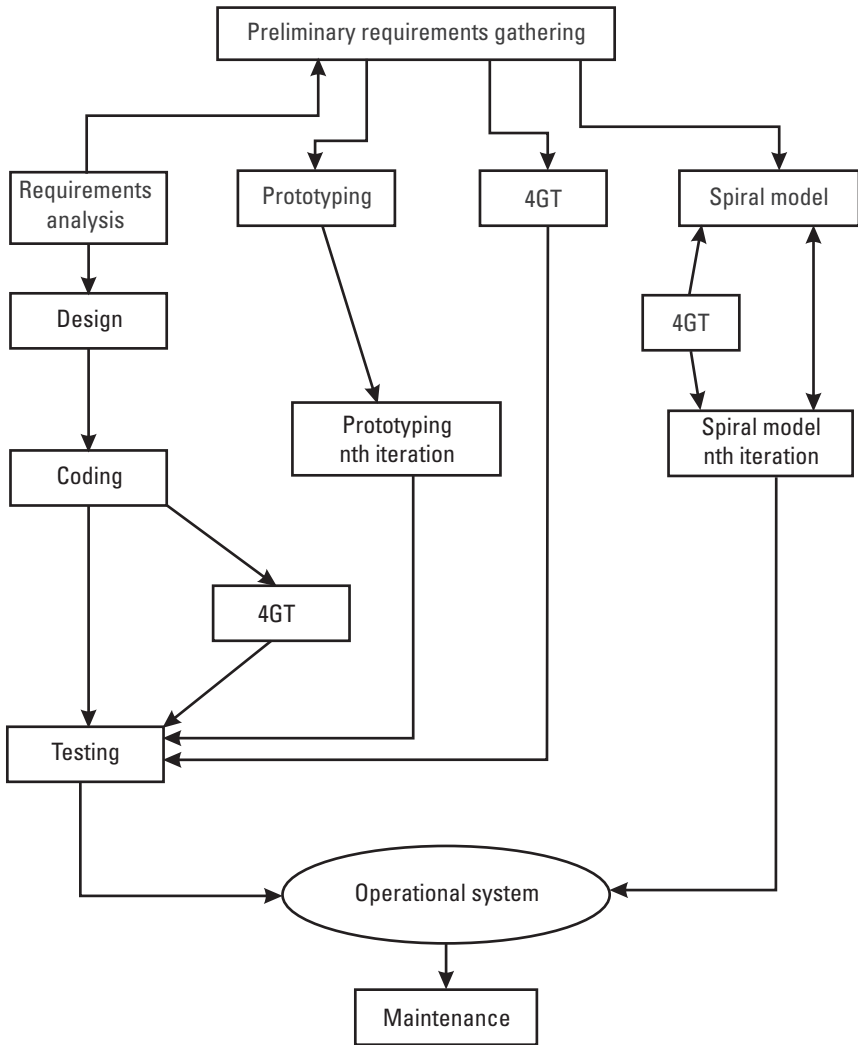 Preliminary requirements gathering
Requirements
analysis
Prototyping
4GT
Spiral model
Design
4GT
Prototyping
nth iteration
Spiral model
nth iteration
Coding
4GT
Testing
Operational system
Maintenance